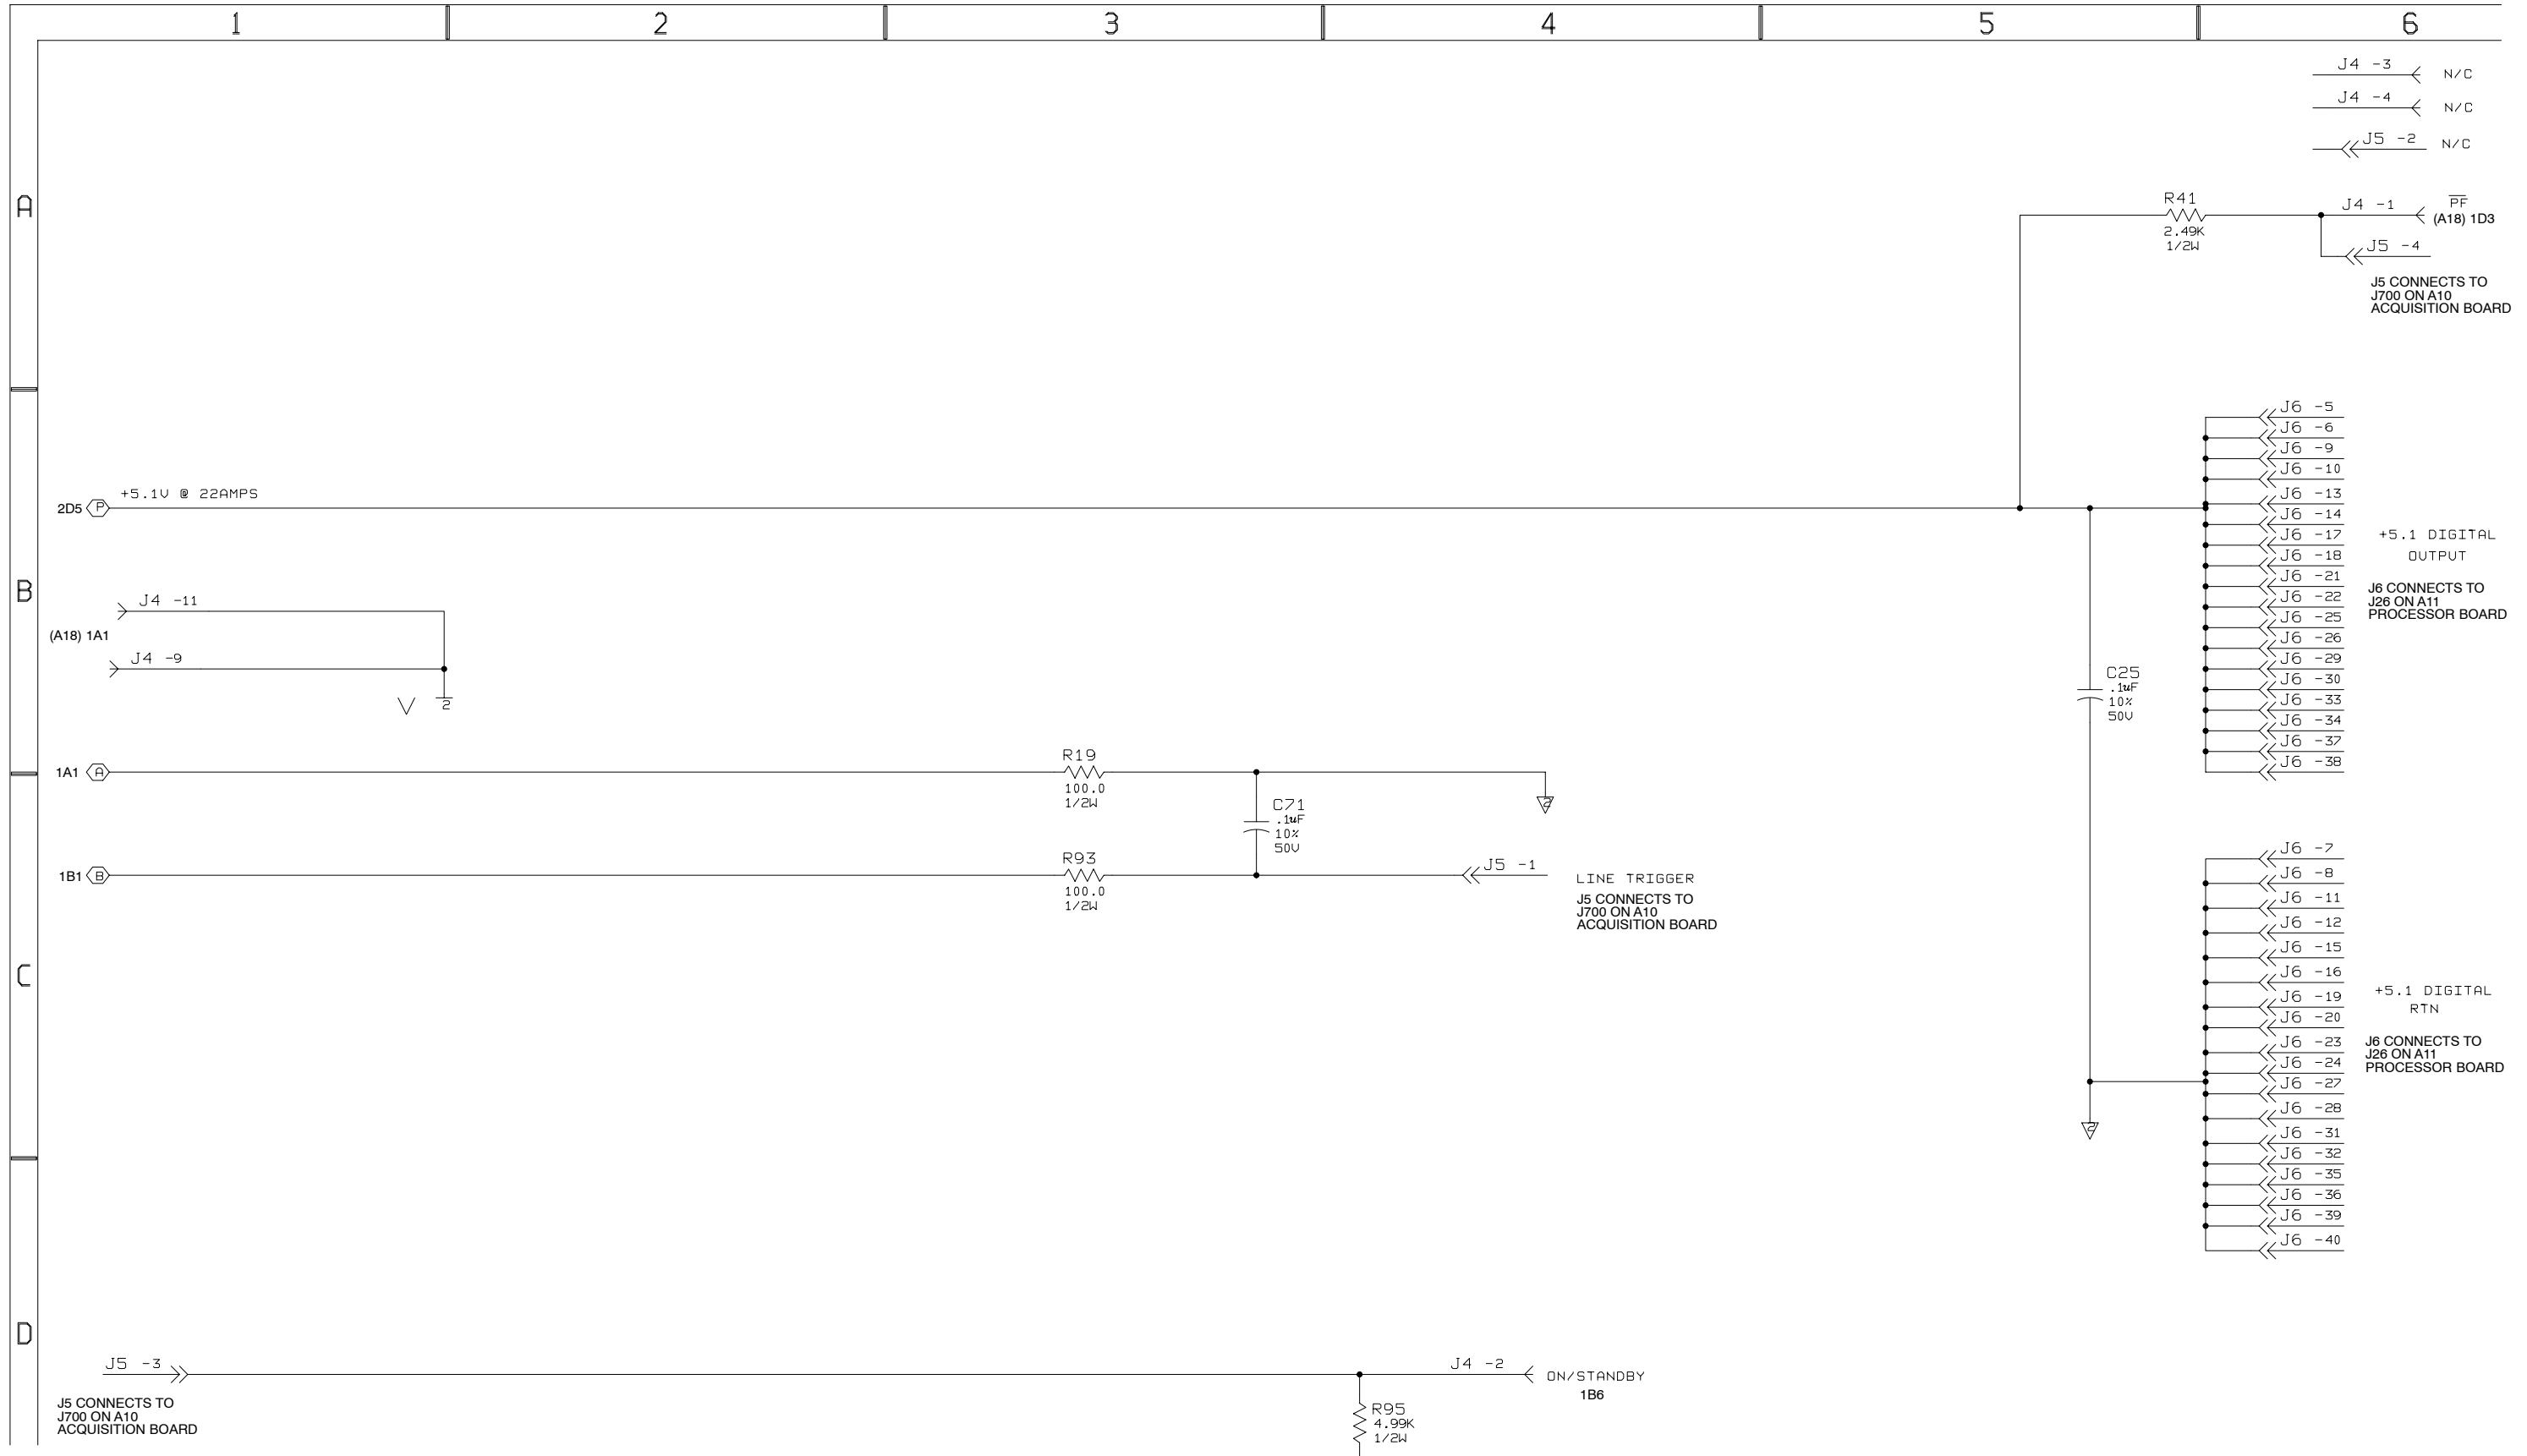 1 2 3 4 5 6
J4 -3 N/C
J4 -4 N/C
J5 -2 N/C
A
R41
2.49K
1/2W
J4 -1 PF
(A18) 1D3
J5 -4
J5 CONNECTS TO
J700 ON A10
ACQUISITION BOARD
2D5 P +5.1V @ 22AMPS
J6 -5
J6 -6
J6 -9
J6 -10
J6 -13
J6 -14
J6 -17
J6 -18
J6 -21
J6 -22
J6 -25
J6 -26
J6 -29
J6 -30
J6 -33
J6 -34
J6 -37
J6 -38
+5.1 DIGITAL
OUTPUT
J6 CONNECTS TO
J26 ON A11
PROCESSOR BOARD
B
J4 -11
(A18) 1A1
J4 -9
2
C25
.1uF
10%
50V
1A1 A
R19
100.0
1/2W
2
C71
.1uF
10%
50V
1B1 B
R93
100.0
1/2W
J5 -1
LINE TRIGGER
J5 CONNECTS TO
J700 ON A10
ACQUISITION BOARD
C
J6 -7
J6 -8
J6 -11
J6 -12
J6 -15
J6 -16
J6 -19
J6 -20
J6 -23
J6 -24
J6 -27
J6 -28
J6 -31
J6 -32
J6 -35
J6 -36
J6 -39
J6 -40
+5.1 DIGITAL
RTN
J6 CONNECTS TO
J26 ON A11
PROCESSOR BOARD
2
D
J5 -3
J5 CONNECTS TO
J700 ON A10
ACQUISITION BOARD
J4 -2 ON/STANDBY
1B6
R95
4.99K
1/2W